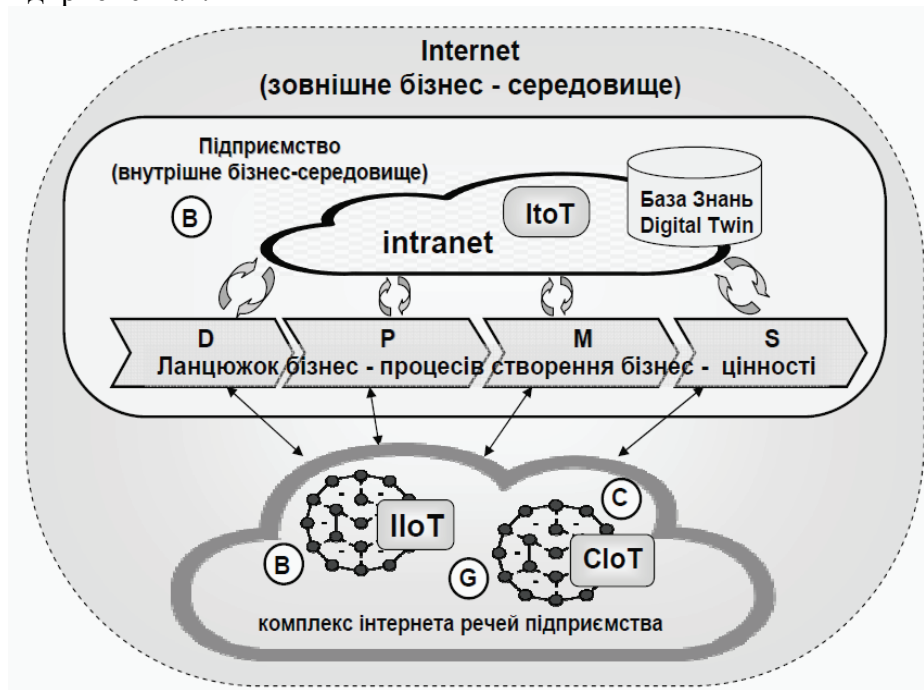 Internet
(зовнішне бізнес - середовище)
Підприємство
(внутрішне бізнес-середовище)
B
ItoT
База Знань
Digital Twin
intranet
D P M S
Ланцюжок бізнес - процесів створення бізнес - цінності
C
IIoT
B
G
CIoT
комплекс інтернета речей підприємства